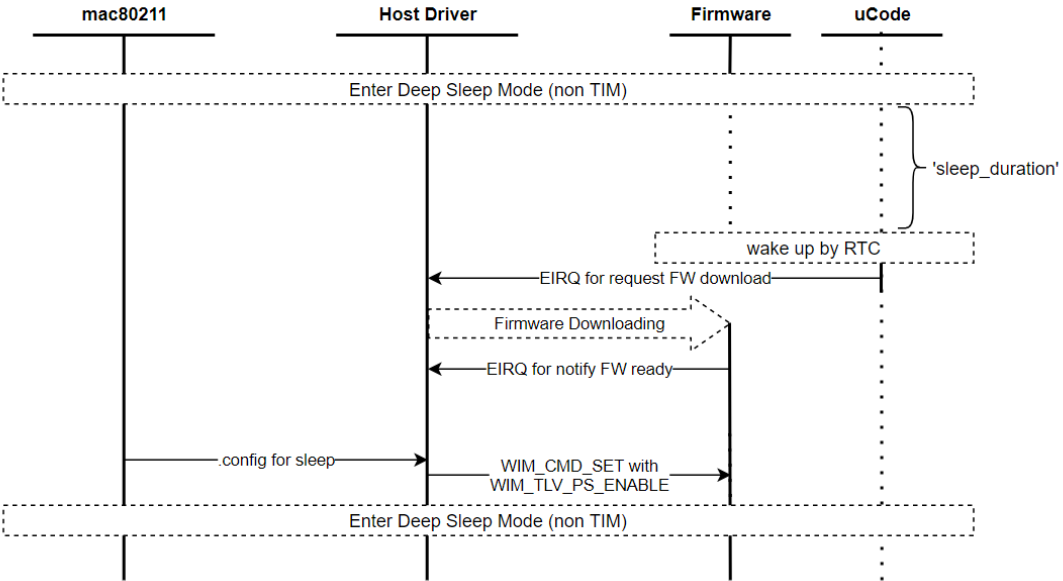 mac80211
Host Driver
Firmware
uCode
Enter Deep Sleep Mode (non TIM)
'sleep_duration'
wake up by RTC
EIRQ for request FW download
Firmware Downloading
EIRQ for notify FW ready
.config for sleep
WIM_CMD_SET with
WIM_TLV_PS_ENABLE
Enter Deep Sleep Mode (non TIM)